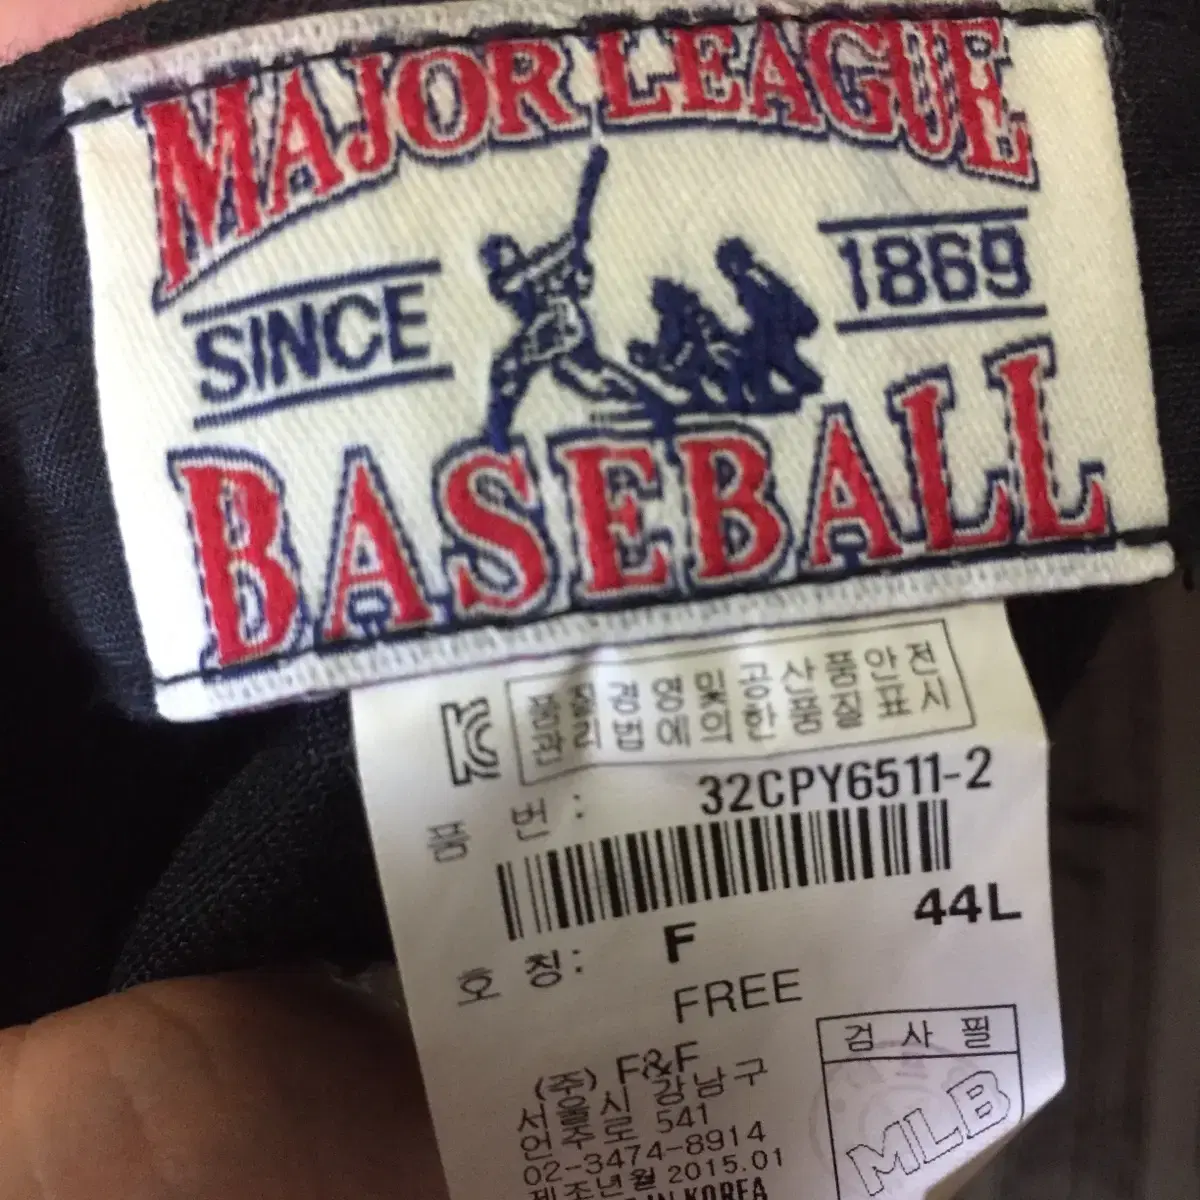 MAJOR LEAGUE
SINCE 1869
BASEBALL
품질경영및공산품안전
관리법에의한품질표시
품 번 : 32CPY6511-2
44L
호 칭: F
FREE
검 사 필
MLB
(주) F&F
서울시 강남구
언주로 541
02-3474-8914
제조년월 2015.01
IN KOREA